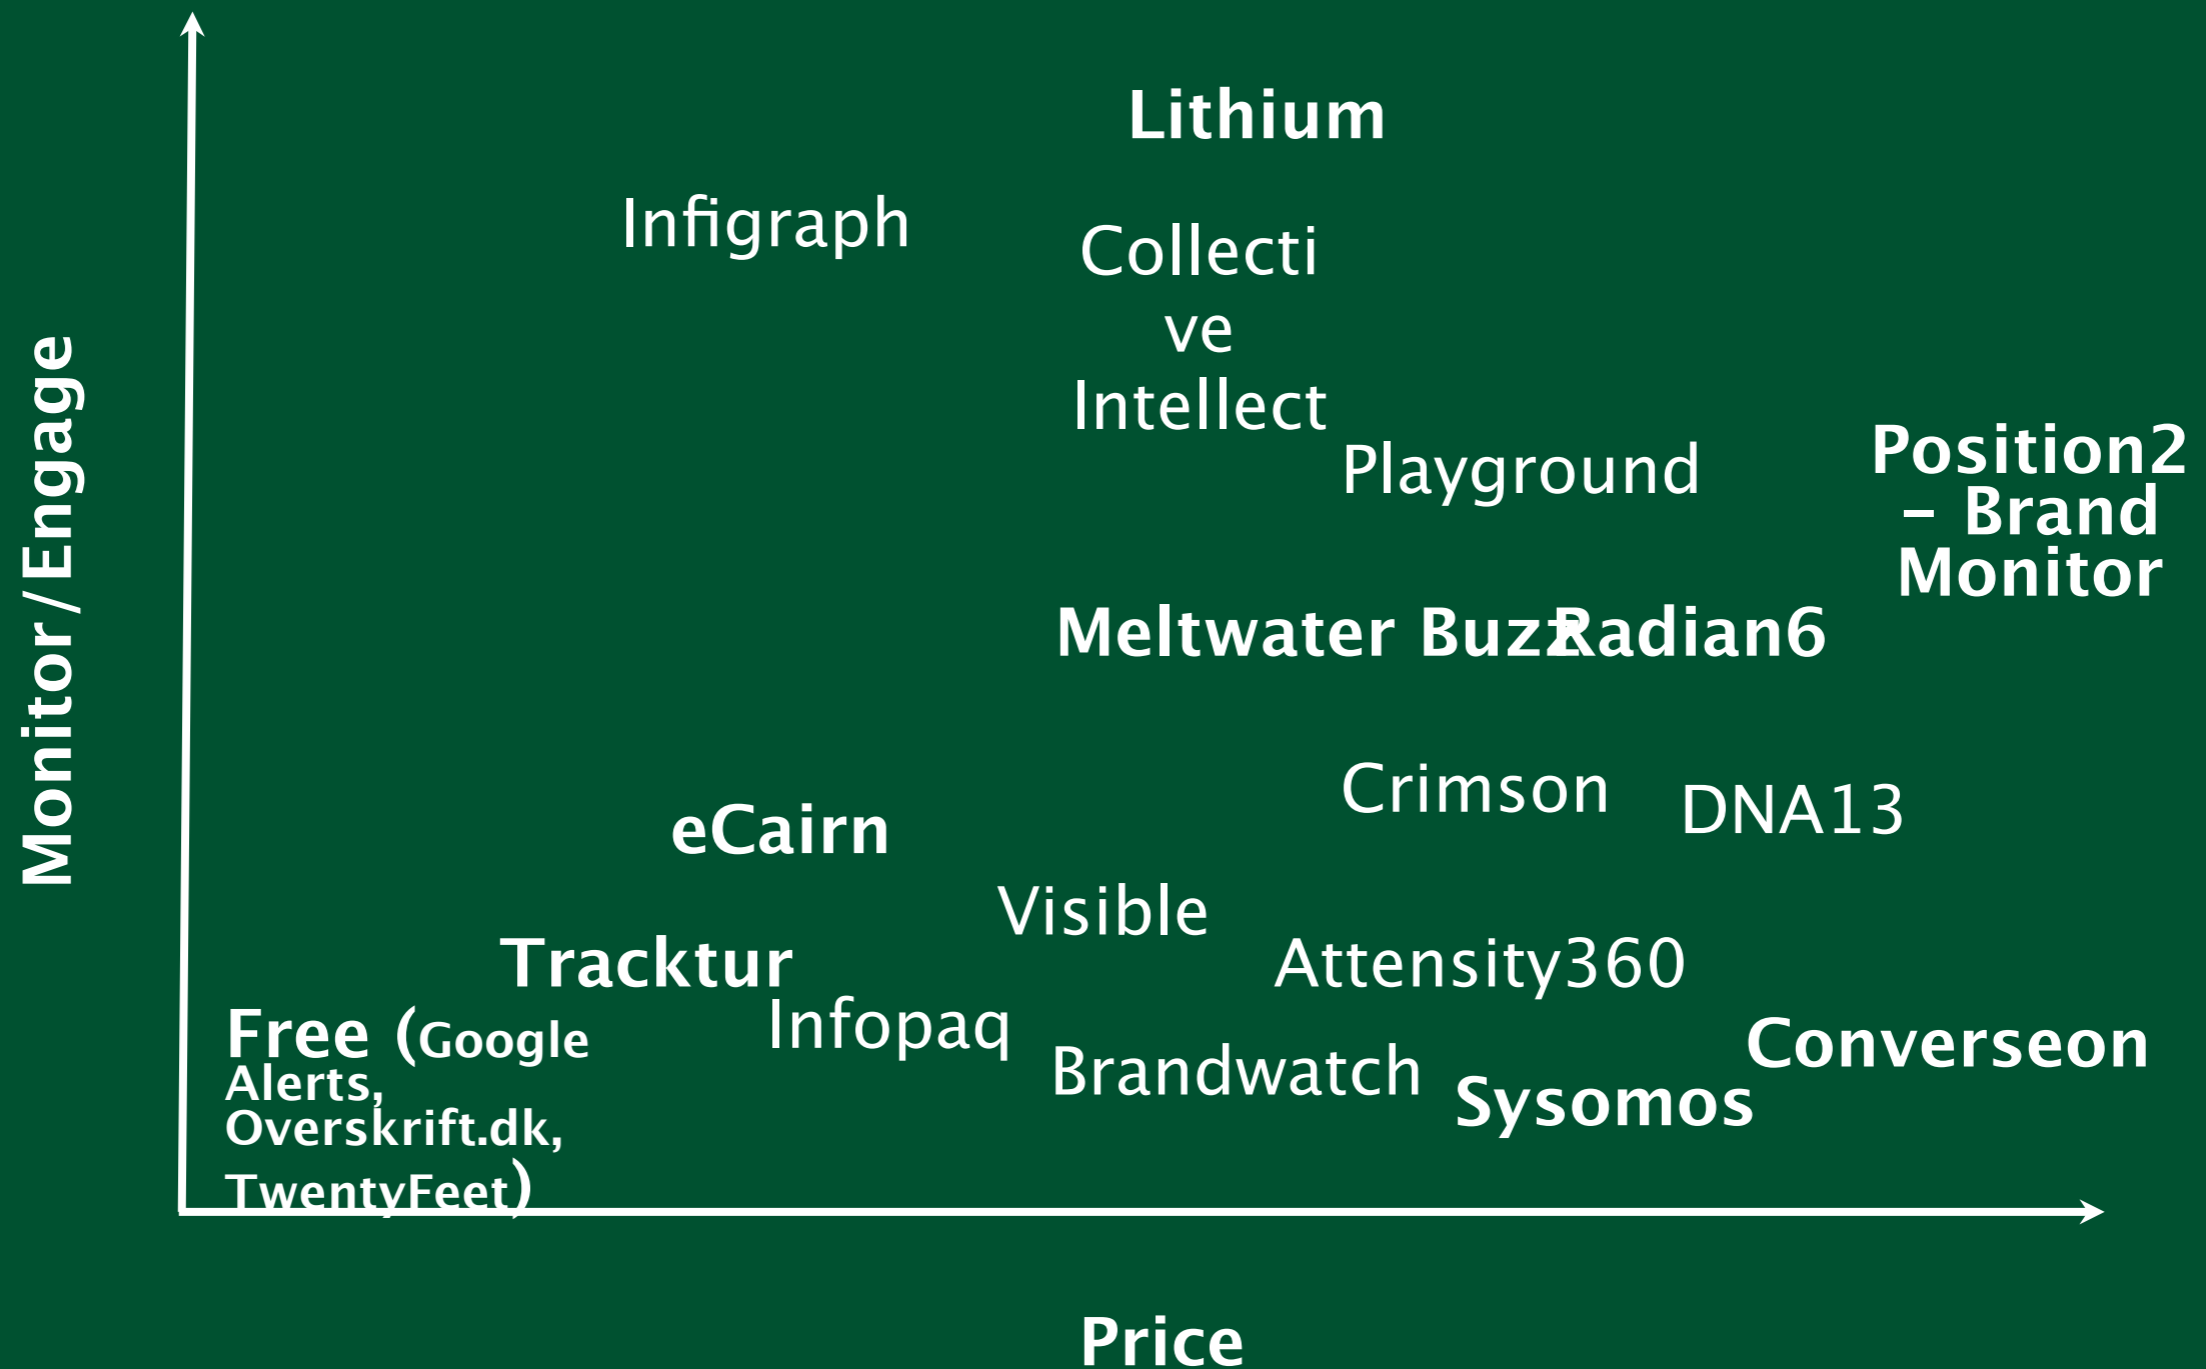 Lithium
Infigraph
Collecti
ve
Intellect
Playground
Position2
– Brand
Monitor
Meltwater Buzz
Radian6
Monitor/Engage
Crimson
DNA13
eCairn
Visible
Tracktur
Attensity360
Infopaq
Free (Google
Alerts,
Overskrift.dk,
TwentyFeet)
Brandwatch
Converseon
Sysomos
Price